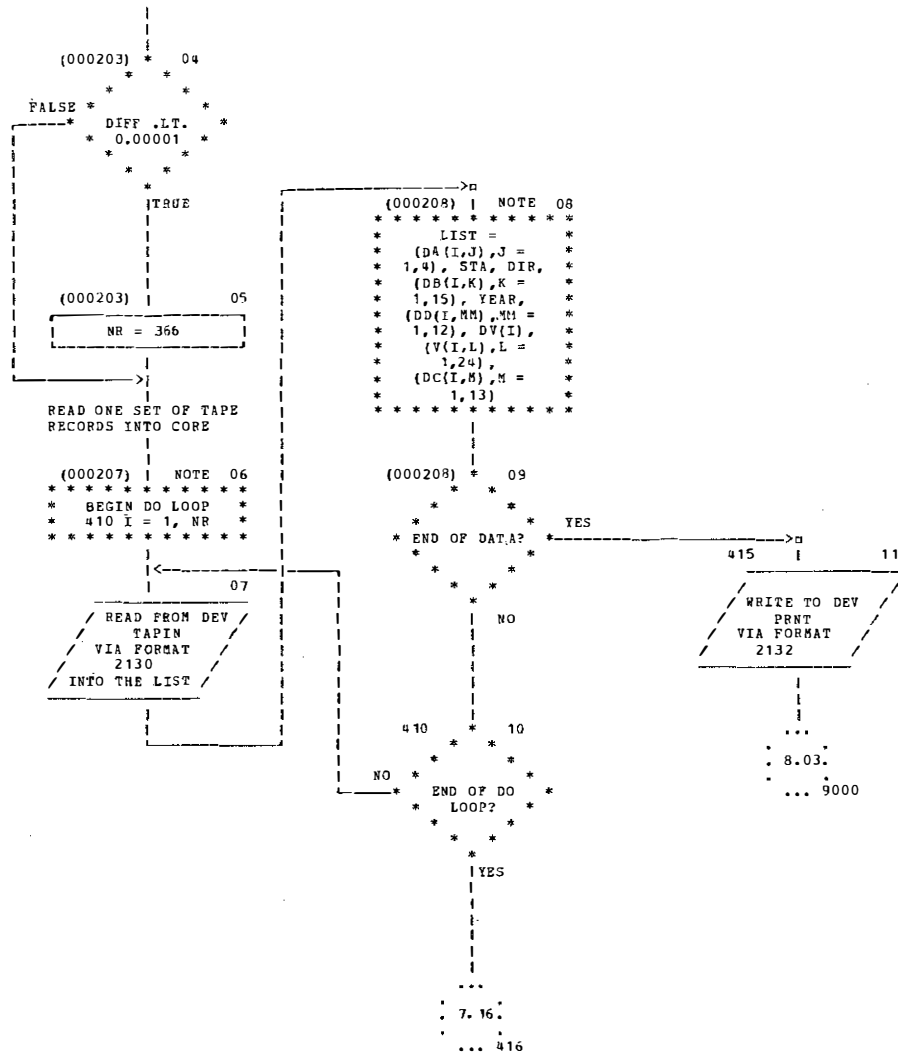 (000203) * 04
FALSE
DIFF .LT.
0.00001
TRUE
(000203) 05
NR = 366
READ ONE SET OF TAPE
RECORDS INTO CORE
(000207) NOTE 06
BEGIN DO LOOP
410 I = 1, NR
07
READ FROM DEV
TAPIN
VIA FORMAT
2130
INTO THE LIST
(000208) NOTE 08
LIST =
(DA(I,J),J =
1,4), STA, DIR,
(DB(I,K),K =
1,15), YEAR,
(DD(I,MM),MM =
1,12), DV(I),
(V(I,L),L =
1,24),
(DC(I,M),M =
1,13)
(000208) * 09
END OF DATA?
YES
NO
410 * 10
NO
END OF DO
LOOP?
YES
7.16.
... 416
415 11
WRITE TO DEV
PRNT
VIA FORMAT
2132
. 8.03.
... 9000